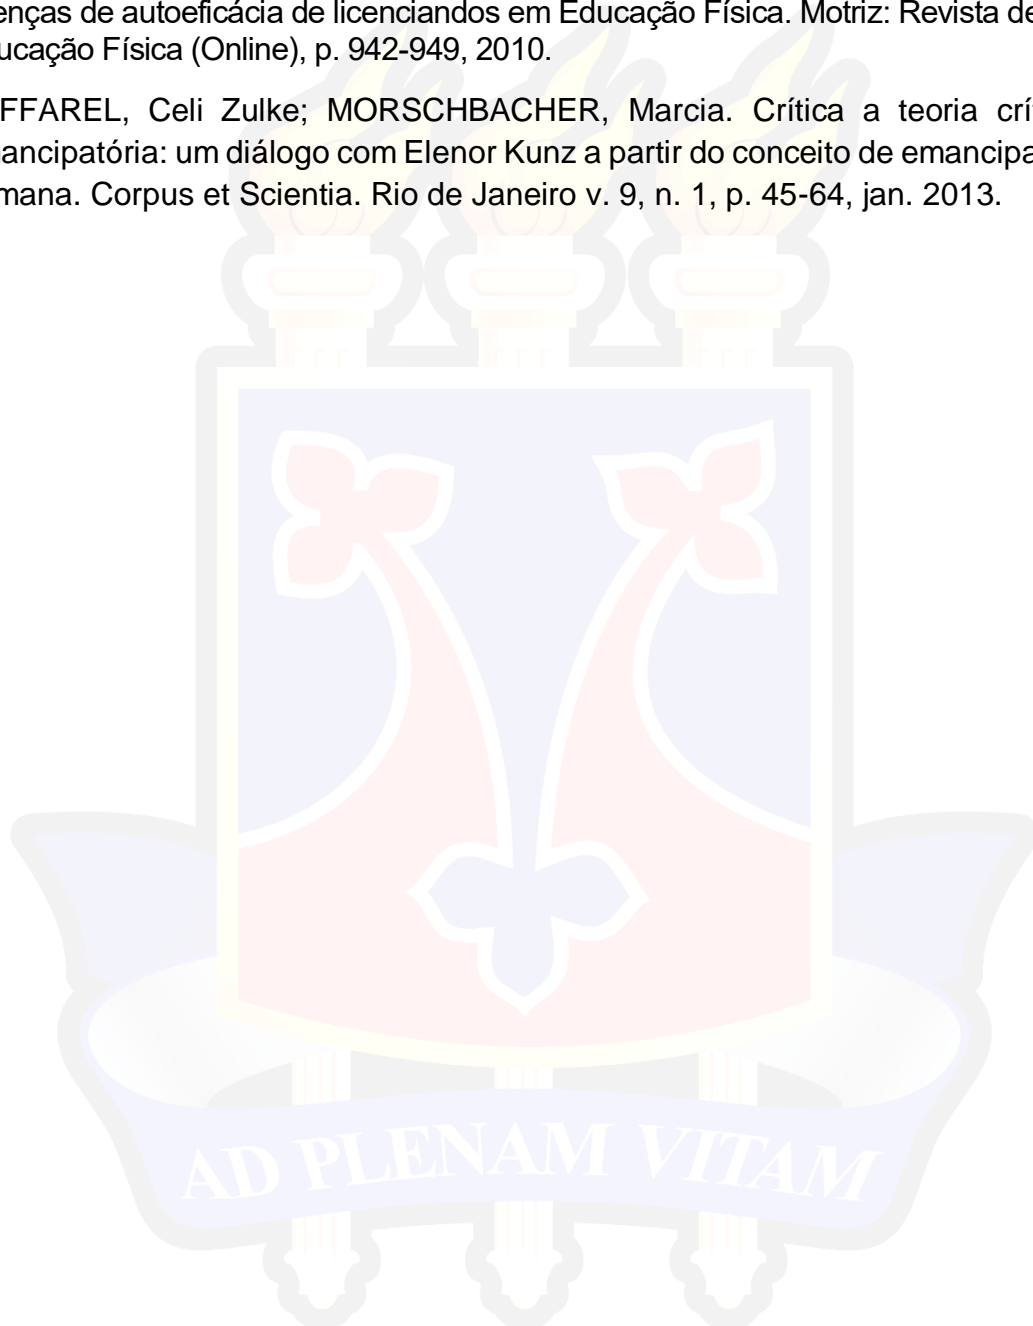 enças de autoeficácia de licenciandos em Educação Física. Motriz: Revista de
ucação Física (Online), p. 942-949, 2010.
FFAREL, Celi Zulke; MORSCHBACHER, Marcia. Crítica a teoria crí
nancipatória: um diálogo com Elenor Kunz a partir do conceito de emancipa
mana. Corpus et Scientia. Rio de Janeiro v. 9, n. 1, p. 45-64, jan. 2013.
AD PLENAM VITAM